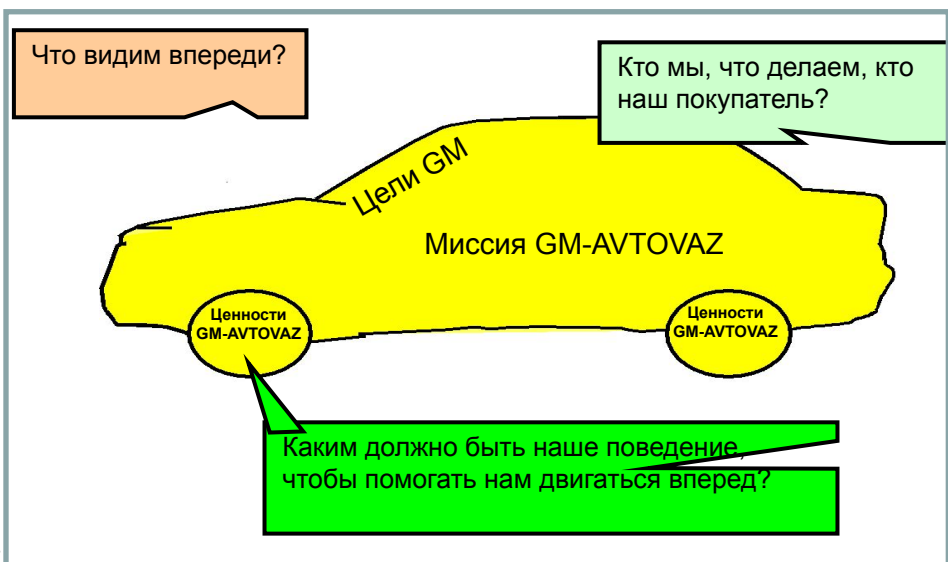 Что видим впереди?
Кто мы, что делаем, кто
наш покупатель?
Цели GM
Миссия GM-AVTOVAZ
Ценности
GM-AVTOVAZ
Ценности
GM-AVTOVAZ
Каким должно быть наше поведение,
чтобы помогать нам двигаться вперед?